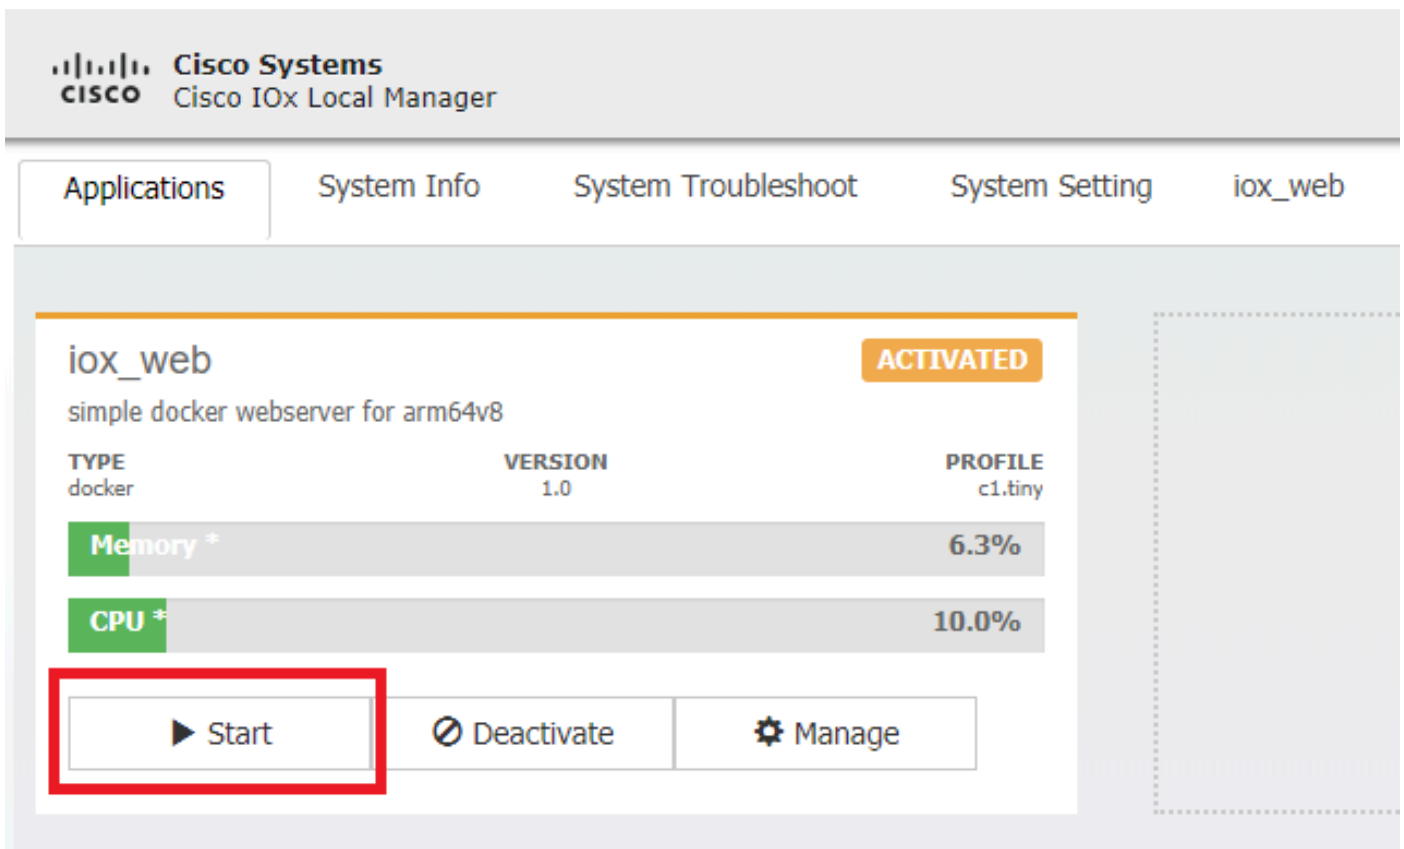 Cisco Systems
CISCO Cisco IOx Local Manager
Applications System Info System Troubleshoot System Setting iox_web
iox_web ACTIVATED
simple docker webserver for arm64v8
TYPE VERSION PROFILE
docker 1.0 c1.tiny
Memory * 6.3%
CPU * 10.0%
Start Deactivate Manage